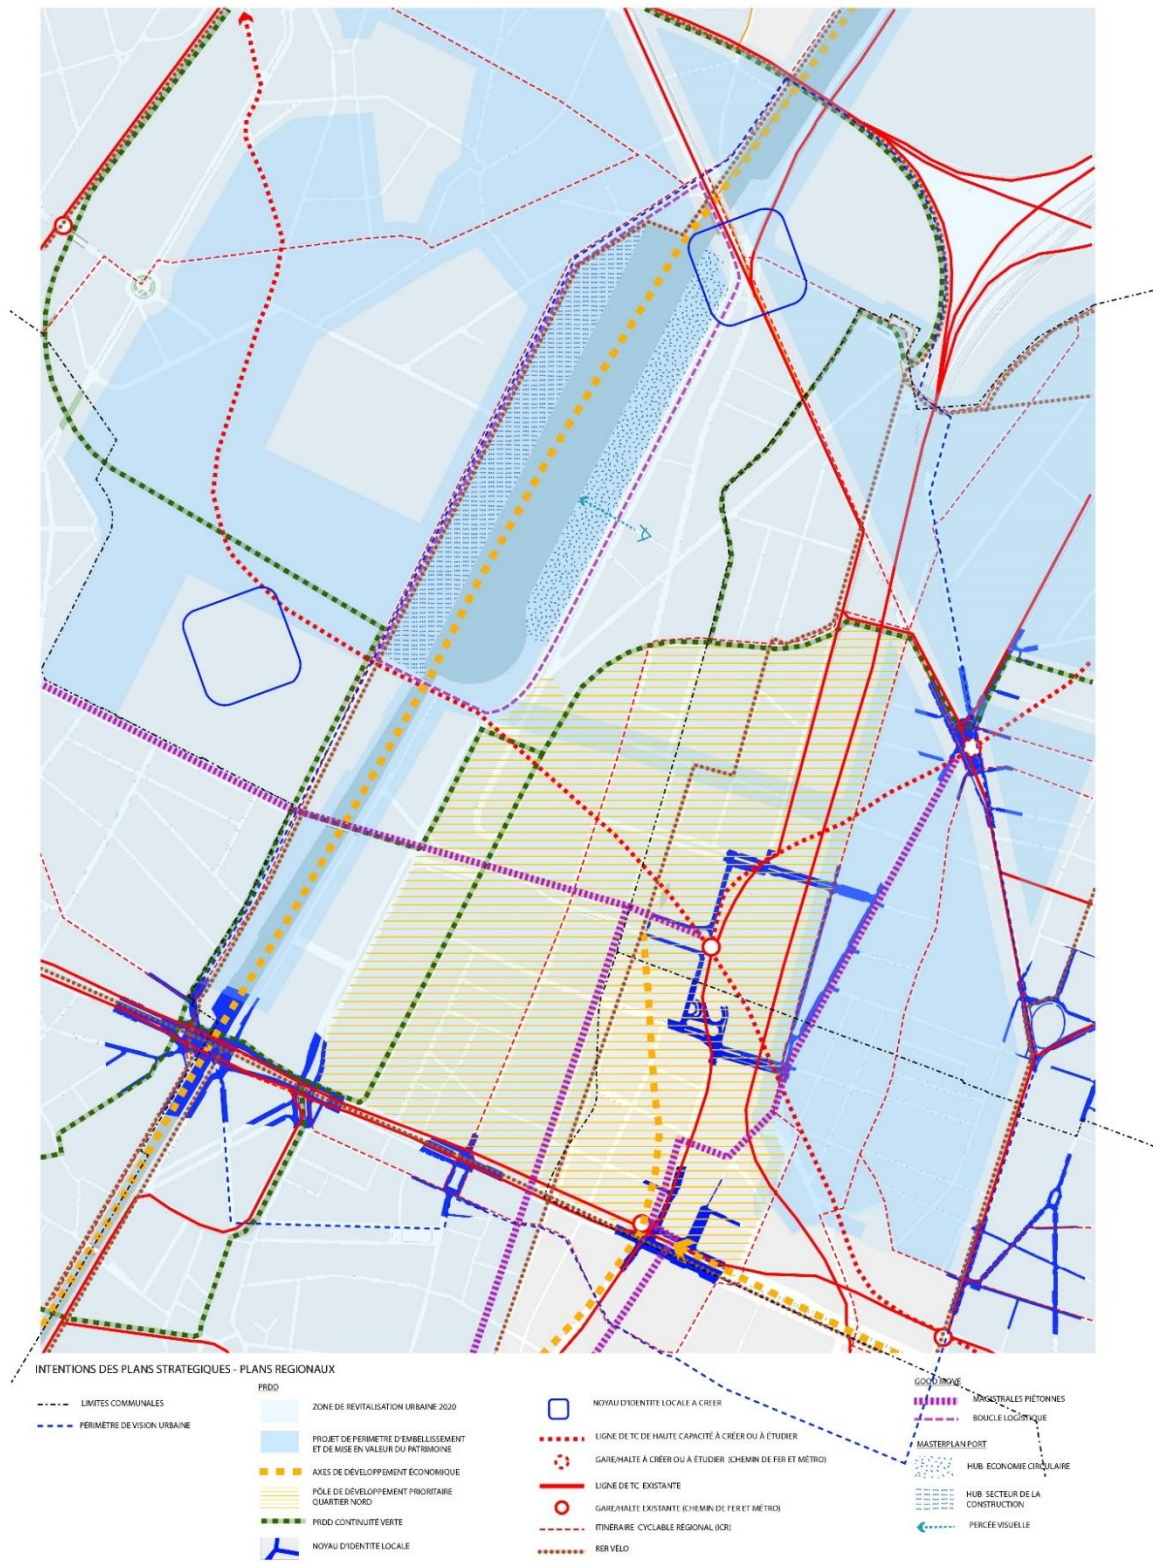 INTENTIONS DES PLANS STRATEGIQUES - PLANS REGIONAUX
LIMITES COMMUNALES
PÉRIMÈTRE DE VISION URBAINE
PRDD
ZONE DE REVITALISATION URBAINE 2020
PROJET DE PERIMETRE D'EMBELLISSEMENT
ET DE MISE EN VALEUR DU PATRIMOINE
AXES DE DÉVELOPPEMENT ÉCONOMIQUE
PÔLE DE DÉVELOPPEMENT PRIORITAIRE
QUARTIER NORD
PRDD CONTINUITÉ VERTE
NOYAU D'IDENTITE LOCALE
NOYAU D'IDENTITE LOCALE A CREER
LIGNE DE TC DE HAUTE CAPACITÉ À CRÉER OU À ÉTUDIER
GARE/HALTE À CRÉER OU À ÉTUDIER (CHEMIN DE FER ET MÉTRO)
LIGNE DE TC EXISTANTE
GARE/HALTE EXISTANTE (CHEMIN DE FER ET MÉTRO)
ITINÉRAIRE CYCLABLE RÉGIONAL (ICR)
RER VÉLO
GOOD MOVE
MAGISTRALES PIÉTONNES
BOUCLE LOGISTIQUE
MASTERPLAN PORT
HUB ECONOMIE CIRCULAIRE
HUB SECTEUR DE LA
CONSTRUCTION
PERCÉE VISUELLE